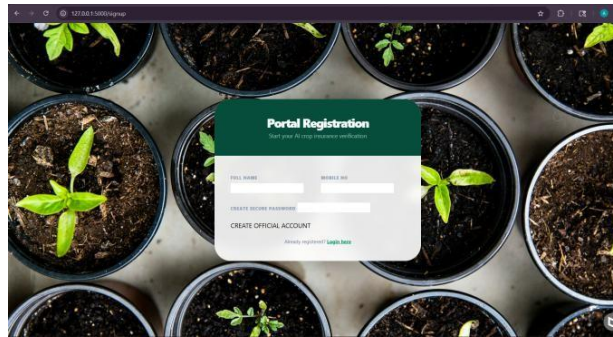 127.0.0.1:5000/signup
Portal Registration
Start your AI crop insurance verification
FULL NAME MOBILE NO
CREATE SECURE PASSWORD
CREATE OFFICIAL ACCOUNT
Already registered? Login here